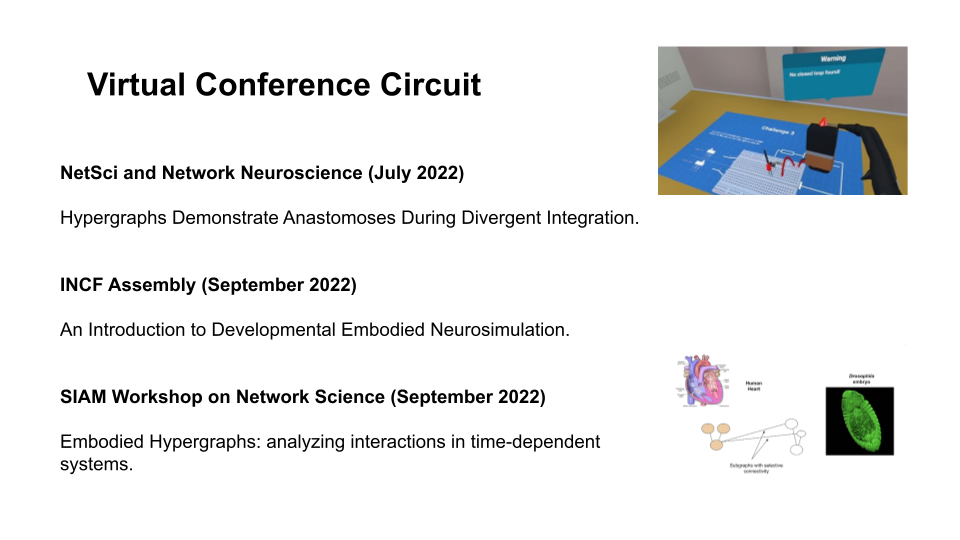 Virtual Conference Circuit
NetSci and Network Neuroscience (July 2022)
Hypergraphs Demonstrate Anastomoses During Divergent Integration.
INCF Assembly (September 2022)
An Introduction to Developmental Embodied Neurosimulation.
SIAM Workshop on Network Science (September 2022)
Embodied Hypergraphs: analyzing interactions in time-dependent
systems.
Warning
No closed loop found!
Challenge 3
Human
Heart
Drosophila
embryo
Subgraphs with selective
connectivity